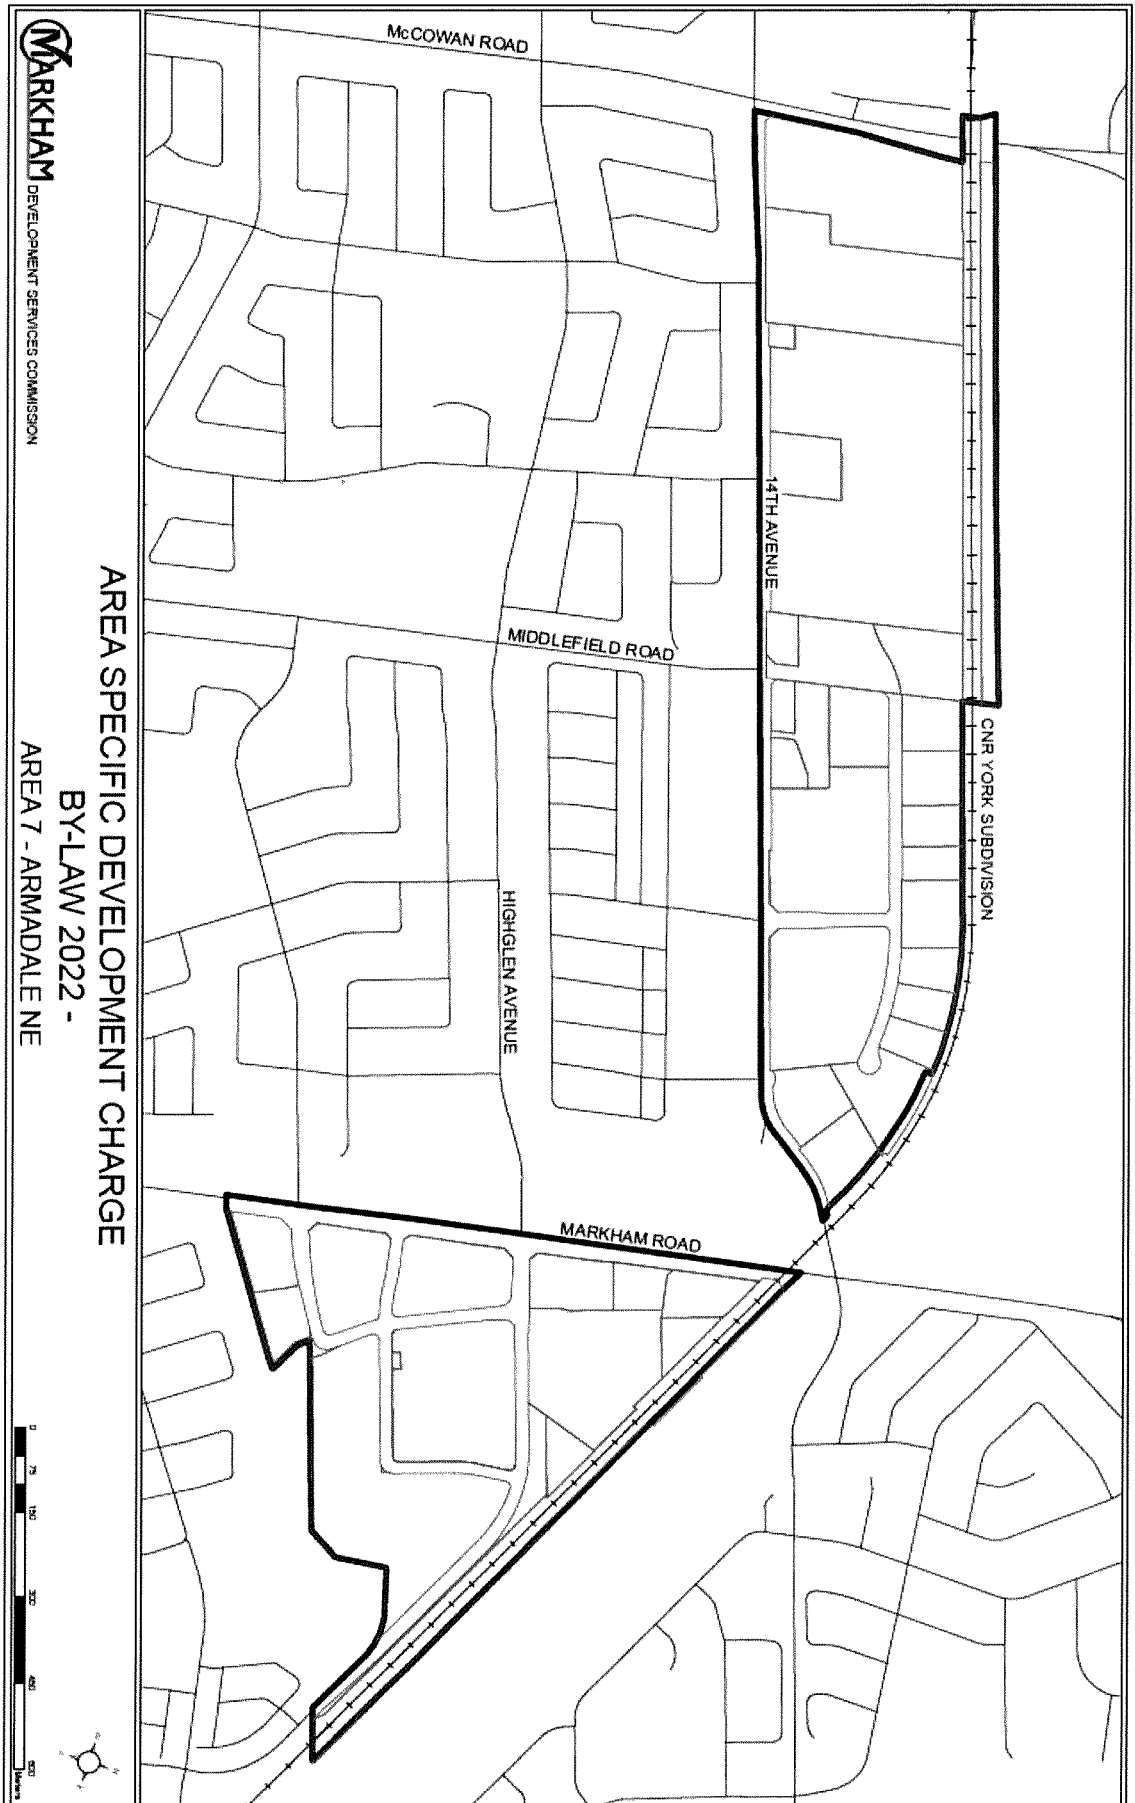 McCOWAN ROAD
14TH AVENUE
MIDDLEFIELD ROAD
CNR YORK SUBDIVISION
HIGHGLEN AVENUE
MARKHAM ROAD
MARKHAM DEVELOPMENT SERVICES COMMISSION
AREA SPECIFIC DEVELOPMENT CHARGE
BY-LAW 2022 -
AREA 7 - ARMADALE NE
0 75 150 300 450 600
Meters